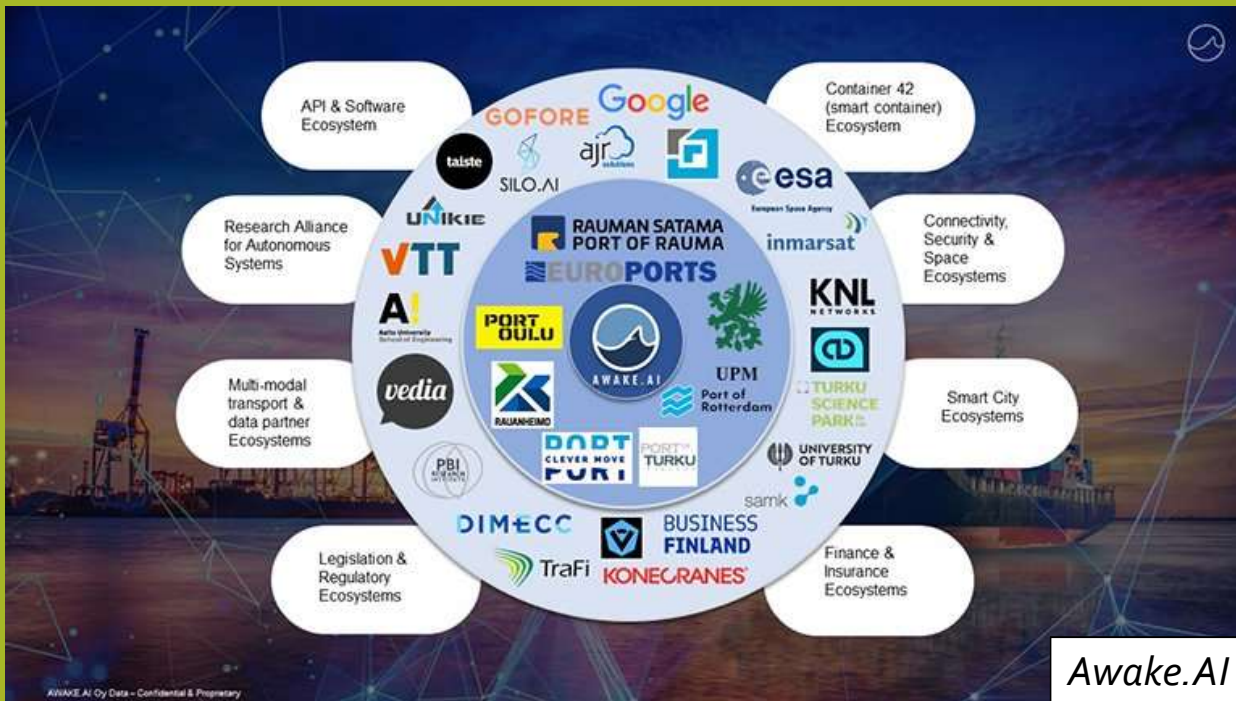 API & Software
Ecosystem
Research Alliance
for Autonomous
Systems
Multi-modal
transport &
data partner
Ecosystems
Legislation &
Regulatory
Ecosystems
GOFORE
Google
taiste
SILO.AI
ajr
solutions
esa
European Space Agency
UNIKIE
inmarsat
VTT
KNL
NETWORKS
A!
Aalto University
School of Engineering
vedia
TURKU
SCIENCE
PARK
PBI
RESEARCH
INSTITUTE
UNIVERSITY
OF TURKU
samk
DIMECC
BUSINESS
FINLAND
TraFi
KONECRANES
RAUMAN SATAMA
PORT OF RAUMA
EUROPORTS
PORT
OULU
AWAKE.AI
UPM
RAUANHEIMO
Port of
Rotterdam
PORT
CLEVER MOVE
PORT
PORT OF
TURKU
Container 42
(smart container)
Ecosystem
Connectivity,
Security &
Space
Ecosystems
Smart City
Ecosystems
Finance &
Insurance
Ecosystems
AWAKE.AI Oy Data – Confidential & Proprietary
Awake.AI